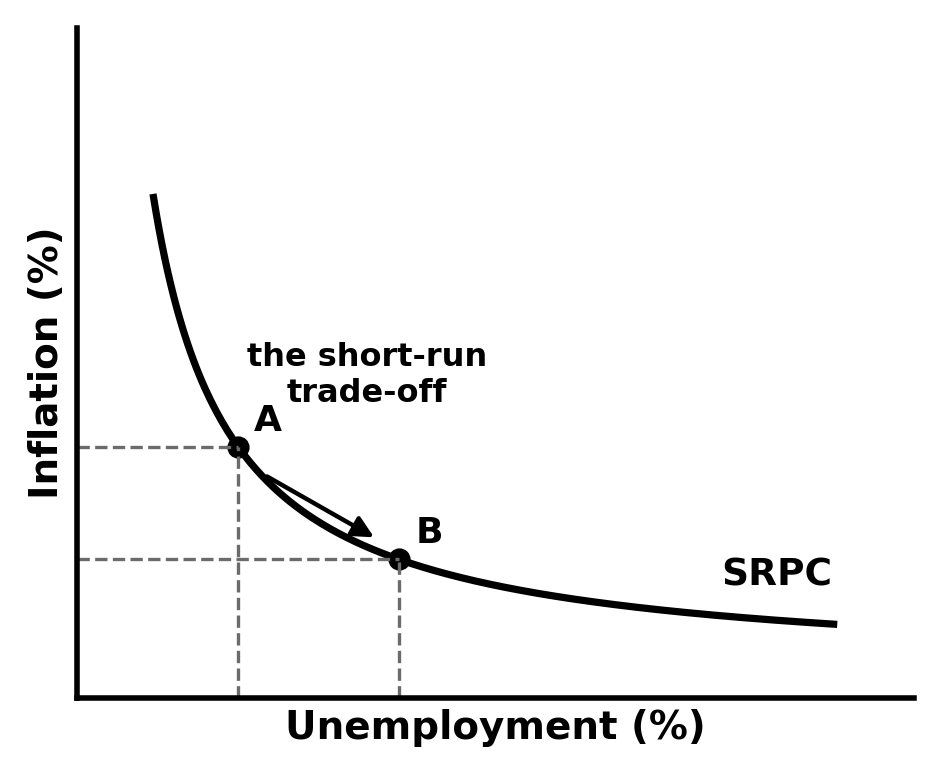 the short-run
trade-off
A
B
SRPC
Inflation (%)
Unemployment (%)